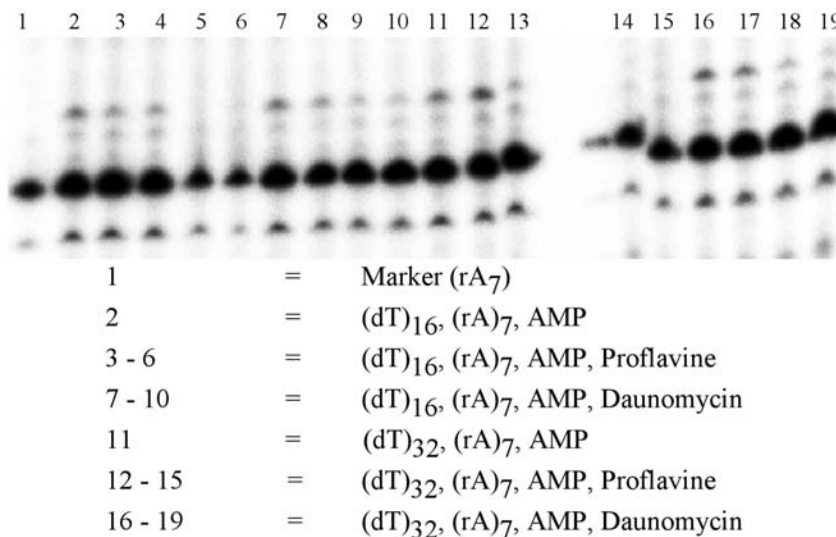 1 2 3 4 5 6 7 8 9 10 11 12 13 14 15 16 17 18 19
1 = Marker (rA7)
2 = (dT)16, (rA)7, AMP
3 - 6 = (dT)16, (rA)7, AMP, Proflavine
7 - 10 = (dT)16, (rA)7, AMP, Daunomycin
11 = (dT)32, (rA)7, AMP
12 - 15 = (dT)32, (rA)7, AMP, Proflavine
16 - 19 = (dT)32, (rA)7, AMP, Daunomycin